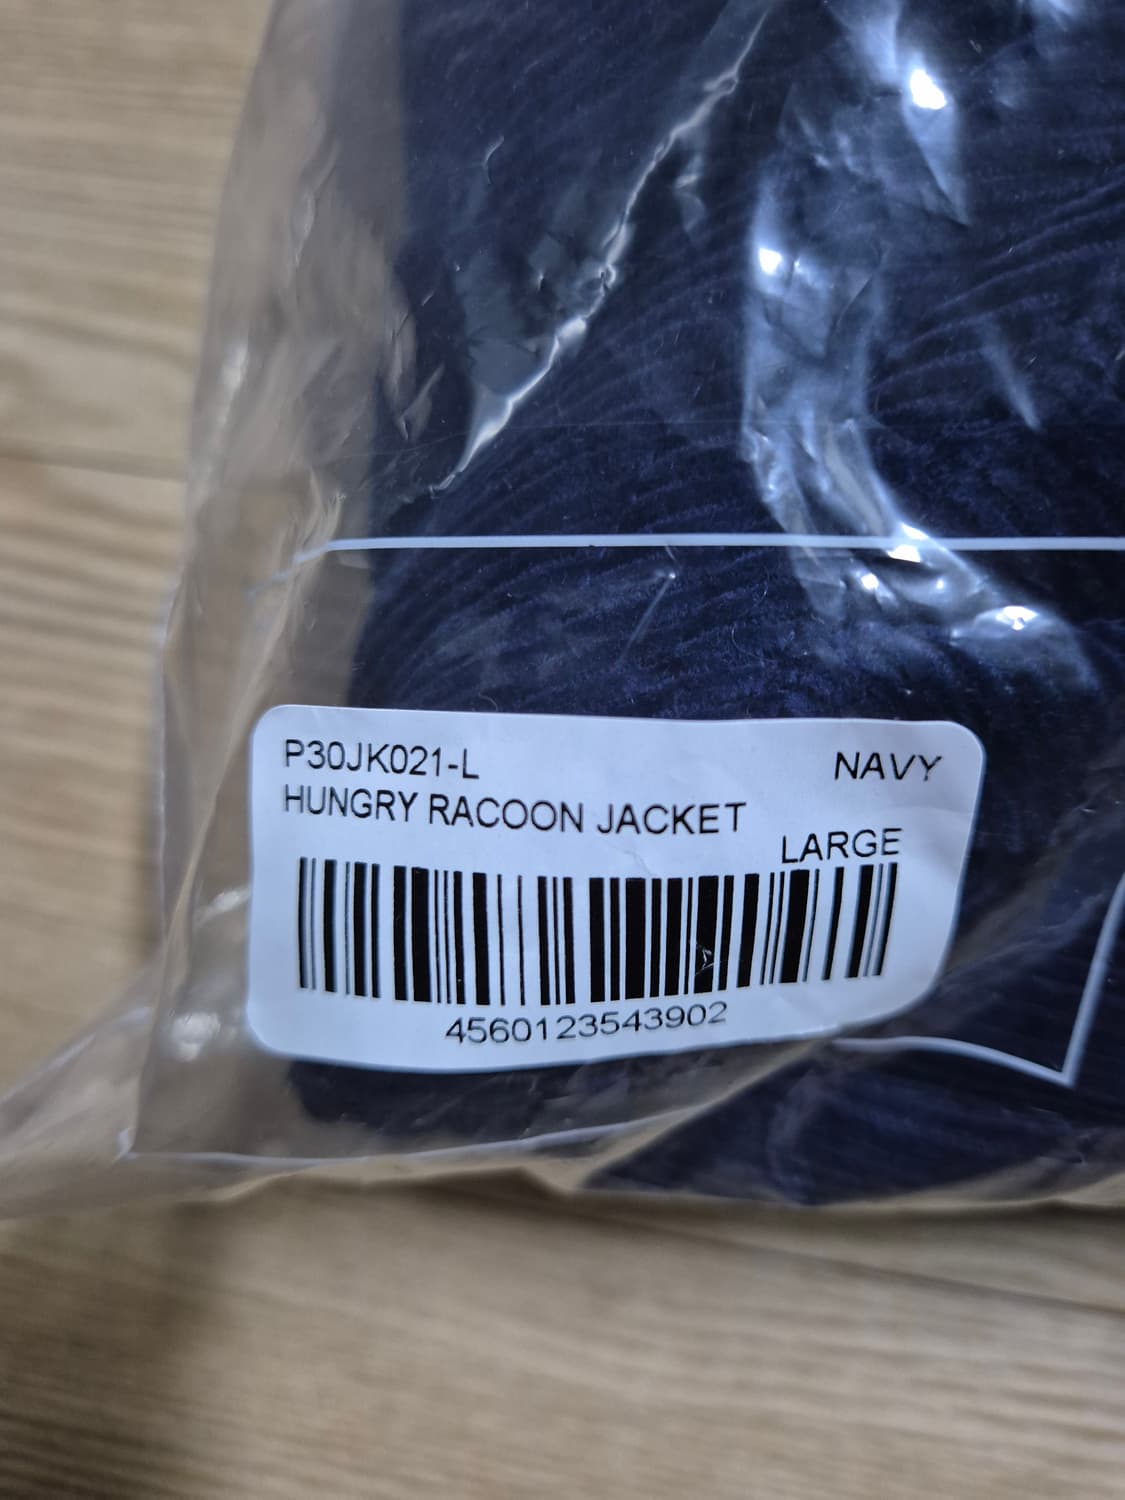 P30JK021-L NAVY
HUNGRY RACOON JACKET
LARGE
4560123543902